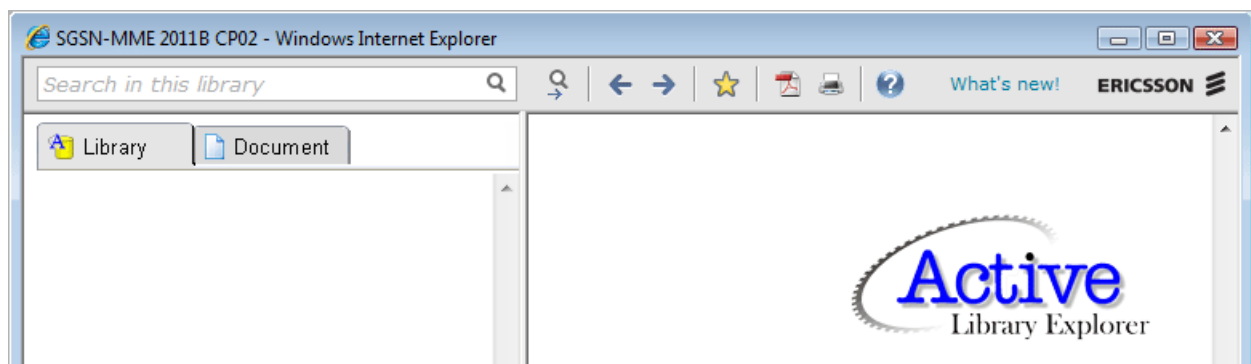 SGSN-MME 2011B CP02 - Windows Internet Explorer
Search in this library What's new! ERICSSON
Library Document
Active
Library Explorer